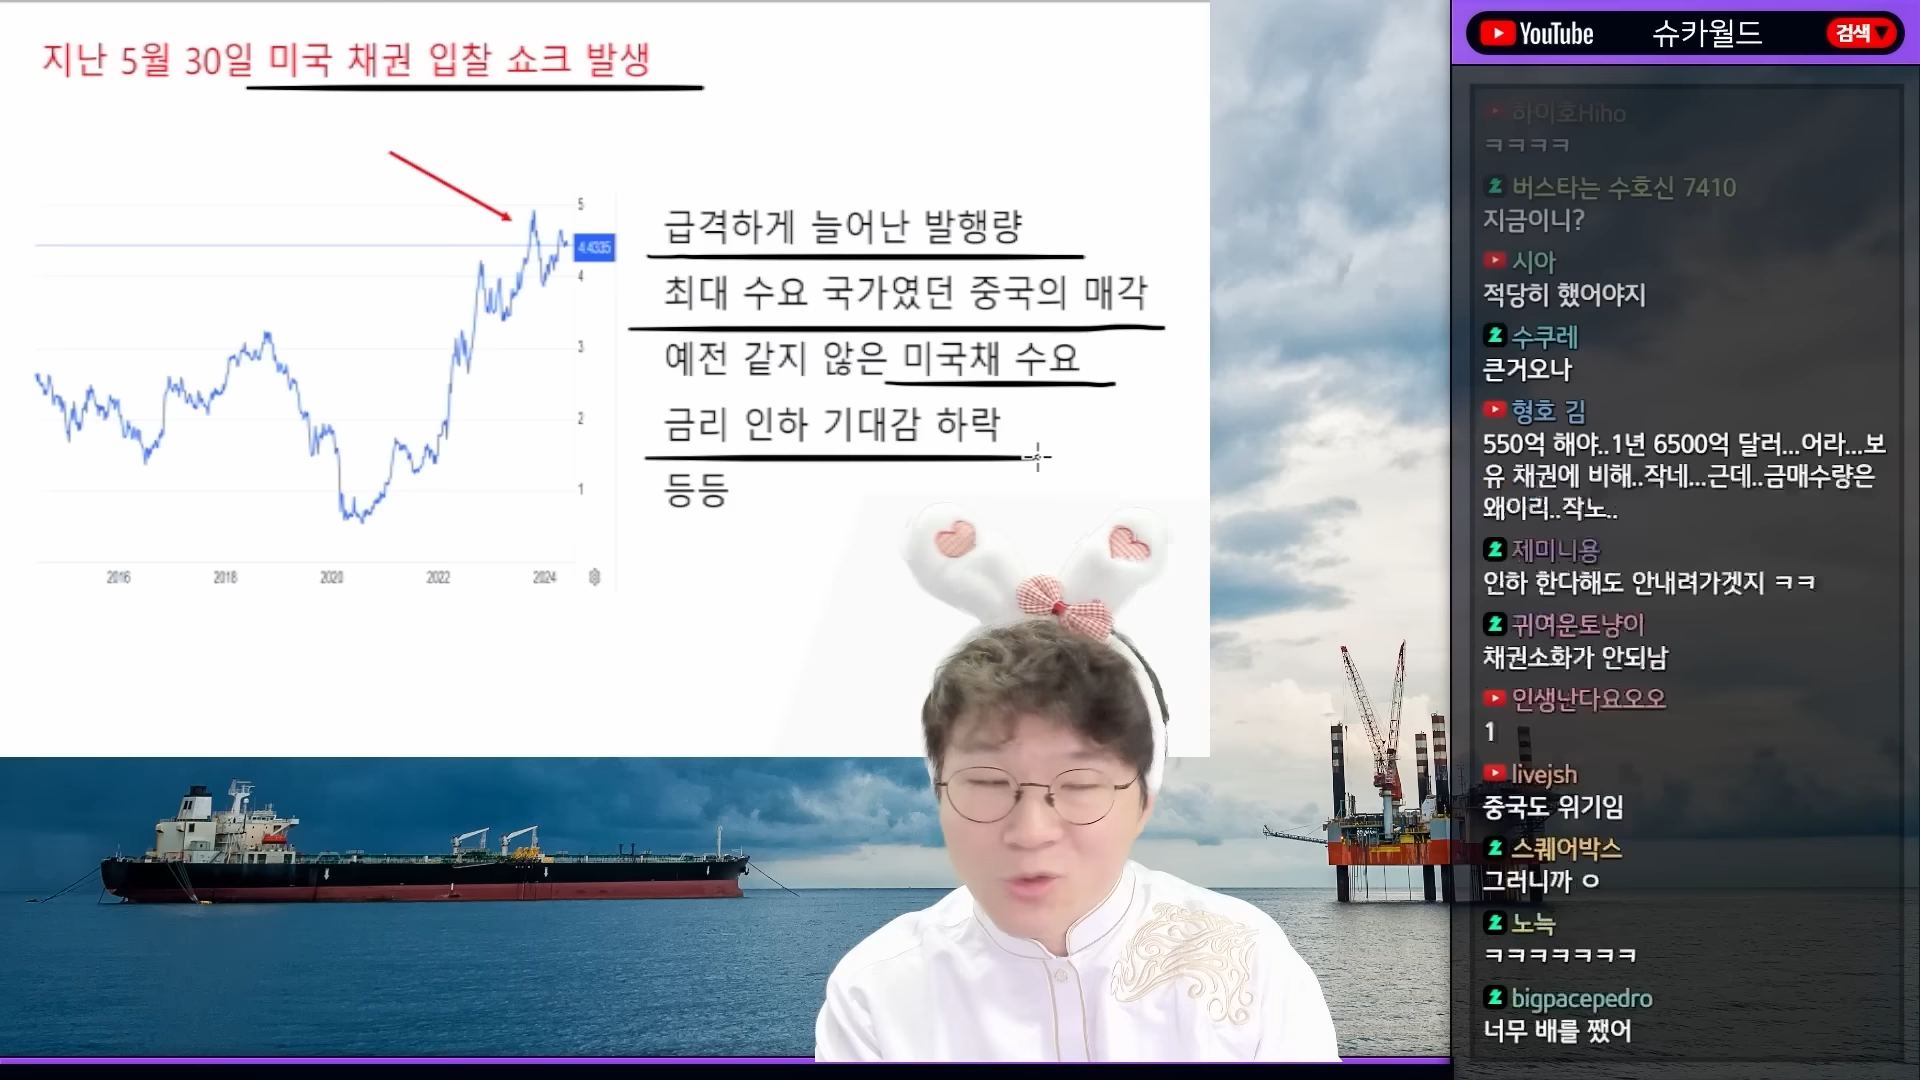 지난 5월 30일 미국 채권 입찰 쇼크 발생
5
4.4335
4
3
2
1
2016
2018
2020
2022
2024
급격하게 늘어난 발행량
최대 수요 국가였던 중국의 매각
예전 같지 않은 미국채 수요
금리 인하 기대감 하락
등등
YouTube 슈카월드 검색
하이호Hiho
ㅋㅋㅋㅋ
버스타는 수호신 7410
지금이니?
시아
적당히 했어야지
수쿠레
큰거오나
형호 김
550억 해야..1년 6500억 달러...어라...보
유 채권에 비해..작네...근데..금매수량은
왜이리..작노..
제미니용
인하 한다해도 안내려가겟지 ㅋㅋ
귀여운토냥이
채권소화가 안되남
인생난다요오오
1
livejsh
중국도 위기임
스퀘어박스
그러니까 ㅇ
노눅
ㅋㅋㅋㅋㅋㅋㅋ
bigpacepedro
너무 배를 쨌어